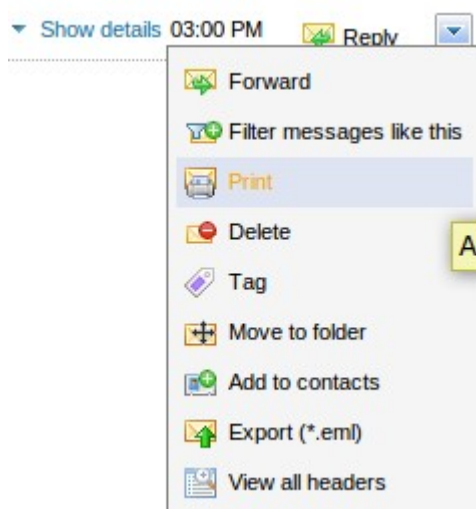 Show details 03:00 PM Reply
Forward
Filter messages like this
Print
Delete
A
Tag
Move to folder
Add to contacts
Export (*.eml)
View all headers